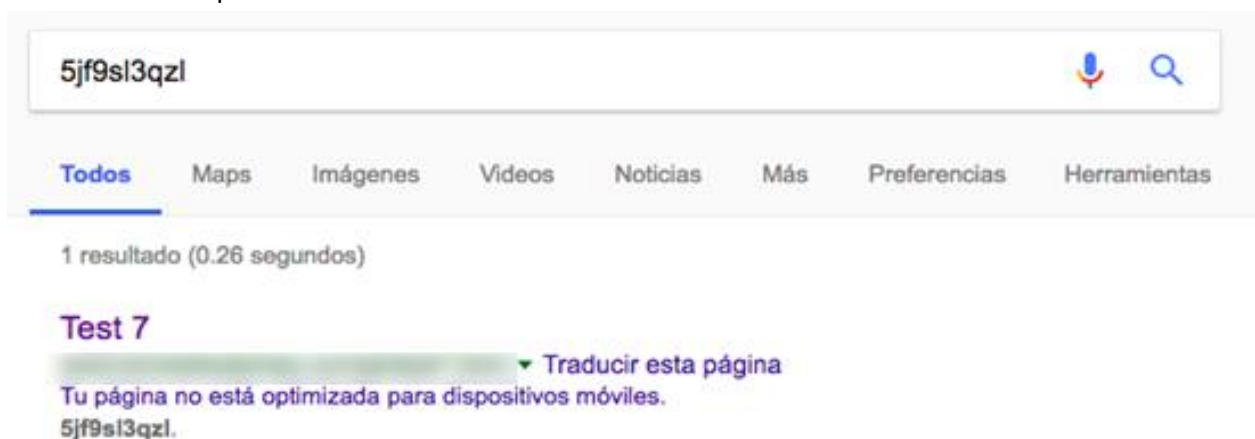 5jf9sl3qzl
Todos Maps Imágenes Videos Noticias Más Preferencias Herramientas
1 resultado (0.26 segundos)
Test 7
Traducir esta página
Tu página no está optimizada para dispositivos móviles.
5jf9sl3qzl.